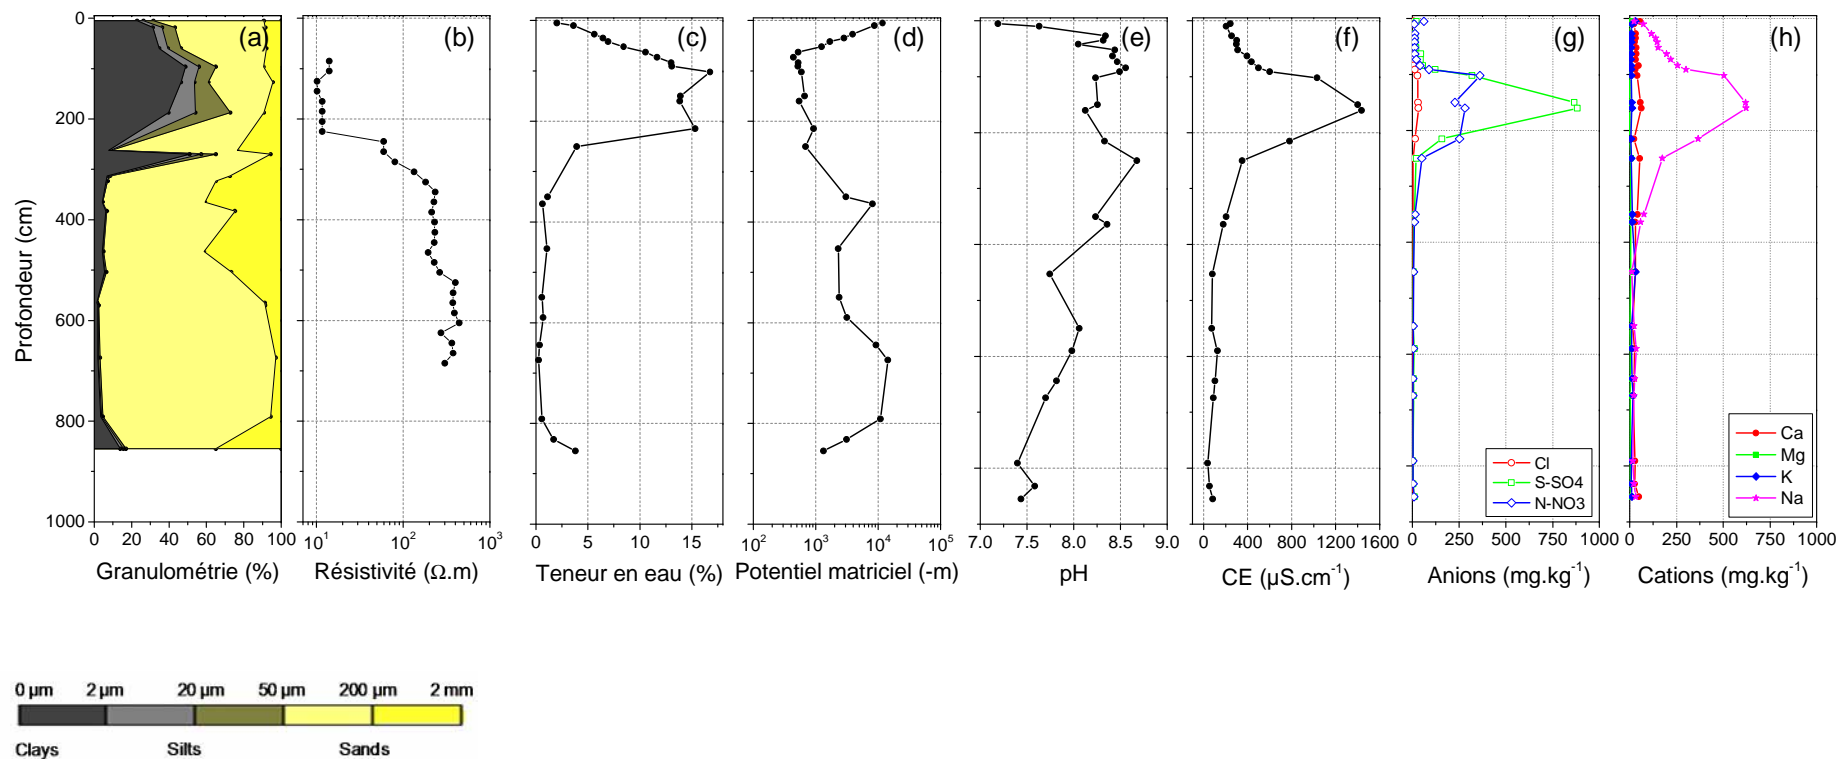 (a) (b) (c) (d) (e) (f) (g) (h)
Profondeur (cm)
0
200
400
600
800
1000
0 20 40 60 80 100
10¹ 10² 10³
0 5 10 15
10² 10³ 10⁴ 10⁵
7.0 7.5 8.0 8.5 9.0
0 400 800 1200 1600
0 250 500 750 1000
0 250 500 750 1000
Granulométrie (%)
Résistivité (Ω.m)
Teneur en eau (%)
Potentiel matriciel (-m)
pH
CE (µS.cm⁻¹)
Anions (mg.kg⁻¹)
Cations (mg.kg⁻¹)
Cl
S-SO4
N-NO3
Ca
Mg
K
Na
0 µm 2 µm 20 µm 50 µm 200 µm 2 mm
Clays Silts Sands